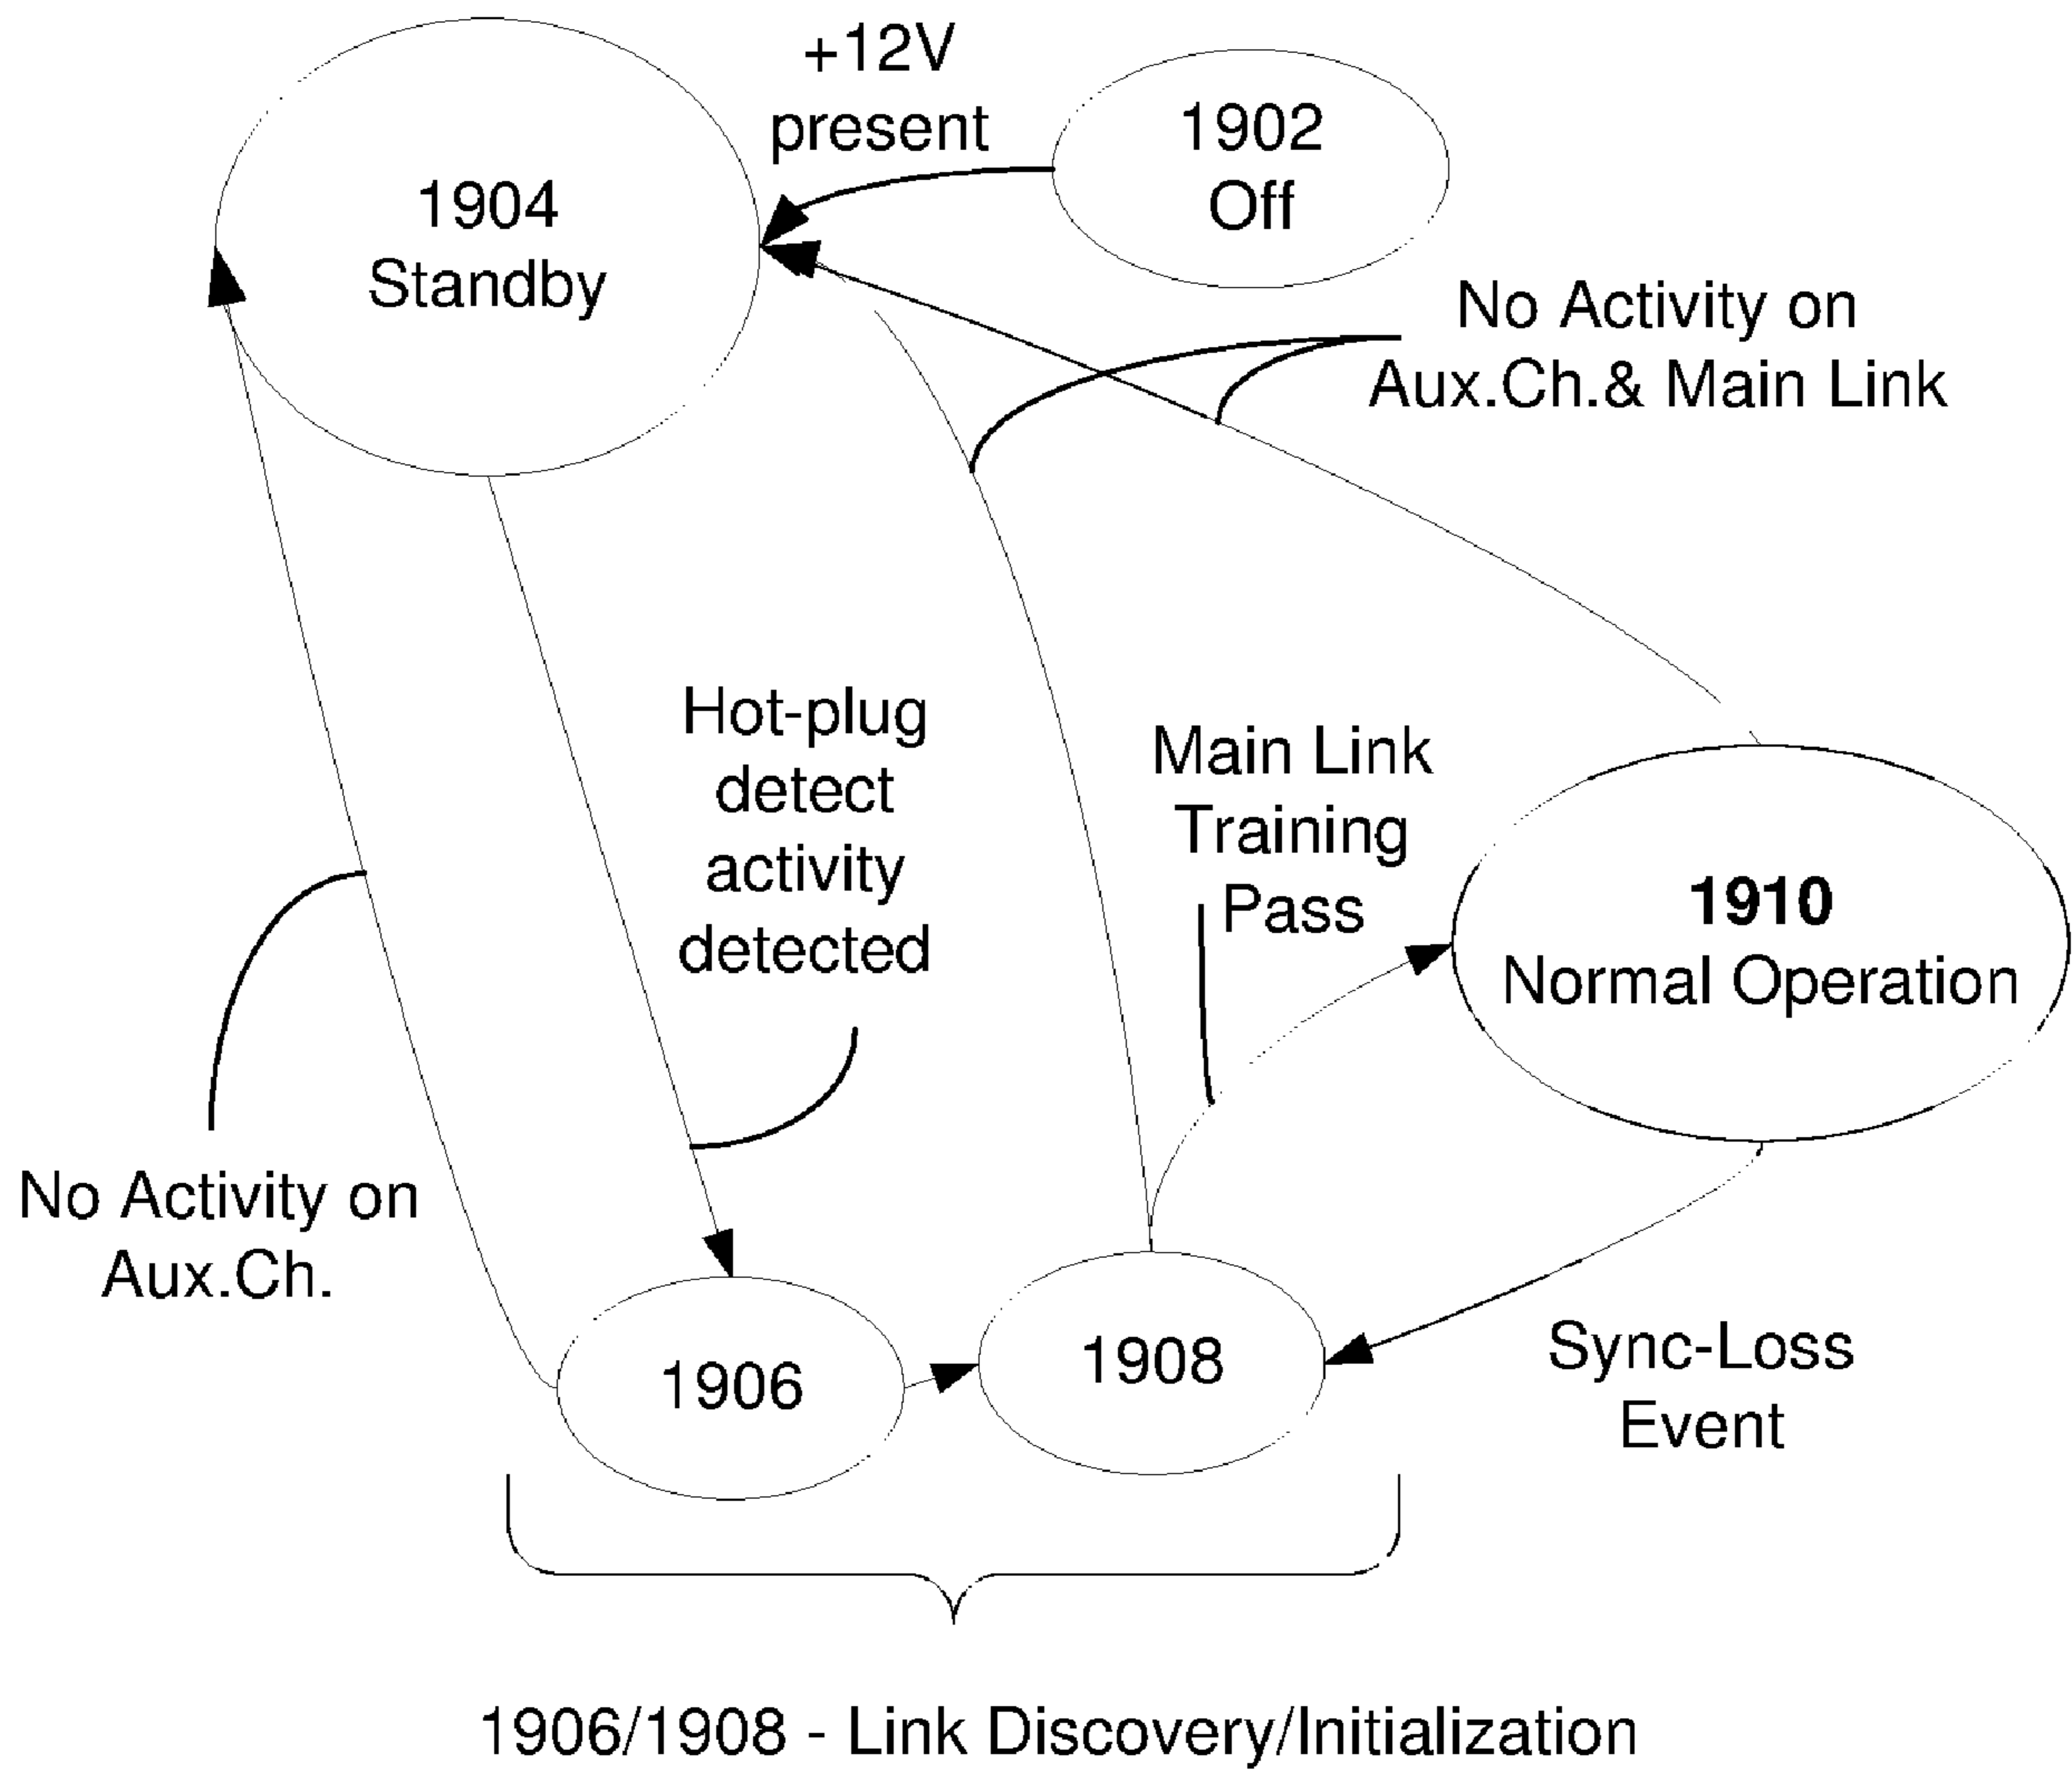 +12V
present
1902
Off
1904
Standby
No Activity on
Aux.Ch.& Main Link
Hot-plug
detect
activity
detected
Main Link
Training
Pass
1910
Normal Operation
No Activity on
Aux.Ch.
1906
1908
Sync-Loss
Event
1906/1908 - Link Discovery/Initialization